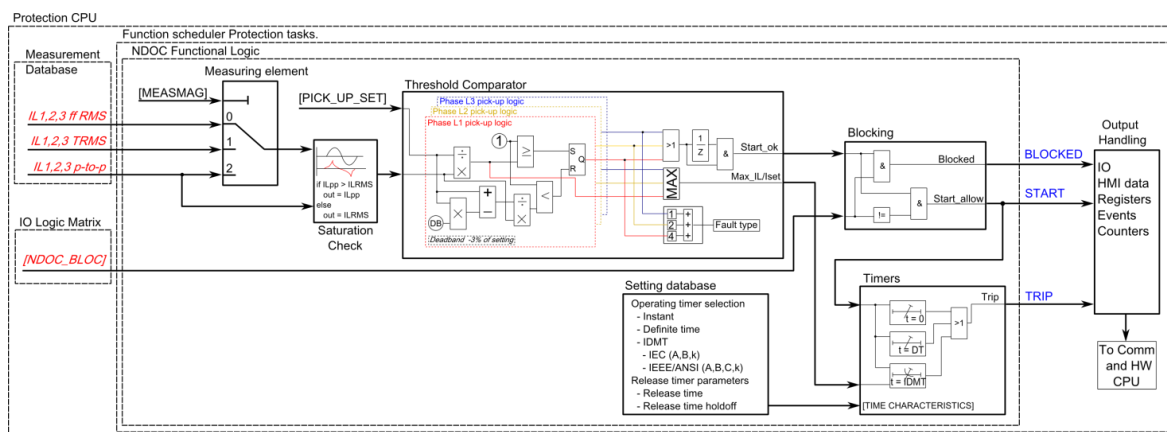 Protection CPU
Function scheduler Protection tasks.
NDOC Functional Logic
Measurement
Database
IL1,2,3 ff RMS
IL1,2,3 TRMS
IL1,2,3 p-to-p
IO Logic Matrix
[NDOC_BLOC]
Measuring element
[MEASMAG]
0
1
2
if ILpp > ILRMS
out = ILpp
else
out = ILRMS
Saturation
Check
[PICK_UP_SET]
Threshold Comparator
Phase L3 pick-up logic
Phase L2 pick-up logic
Phase L1 pick-up logic
1
≥
÷
×
S
Q
R
+
−
<
DB
×
÷
×
Deadband -3% of setting
>1
1
Z
&
Start_ok
MAX
Max_IL/Iset
1 +
2 +
4 +
Fault type
Blocking
&
Blocked
!=
&
Start_allow
BLOCKED
START
TRIP
Output
Handling
IO
HMI data
Registers
Events
Counters
To Comm
and HW
CPU
Setting database
Operating timer selection
- Instant
- Definite time
- IDMT
- IEC (A,B,k)
- IEEE/ANSI (A,B,C,k)
Release timer parameters
- Release time
- Release time holdoff
Timers
Trip
t = 0
>1
t = DT
t = IDMT
[TIME CHARACTERISTICS]